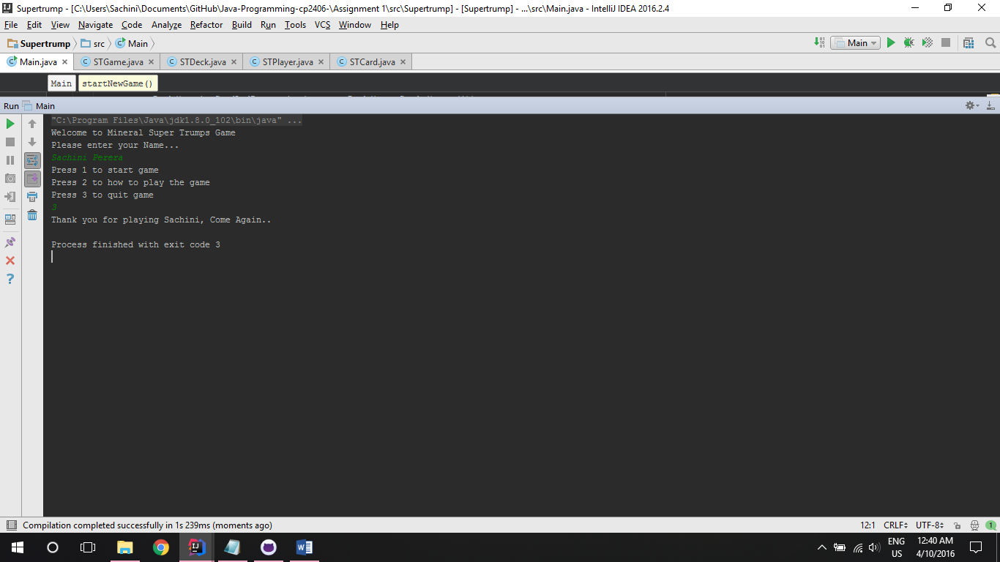 Supertrump - [C:\Users\Sachini\Documents\GitHub\Java-Programming-cp2406-\Assignment 1\src\Supertrump] - [Supertrump] - ...\src\Main.java - IntelliJ IDEA 2016.2.4
File Edit View Navigate Code Analyze Refactor Build Run Tools VCS Window Help
Supertrump src Main Main
Main.java STGame.java STDeck.java STPlayer.java STCard.java
Main startNewGame()
Run Main
"C:\Program Files\Java\jdk1.8.0_102\bin\java" ...
Welcome to Mineral Super Trumps Game
Please enter your Name...
Sachini Perera
Press 1 to start game
Press 2 to how to play the game
Press 3 to quit game
3
Thank you for playing Sachini, Come Again..
Process finished with exit code 3
Compilation completed successfully in 1s 239ms (moments ago) 12:1 CRLF UTF-8 1
ENG 12:40 AM
US 4/10/2016